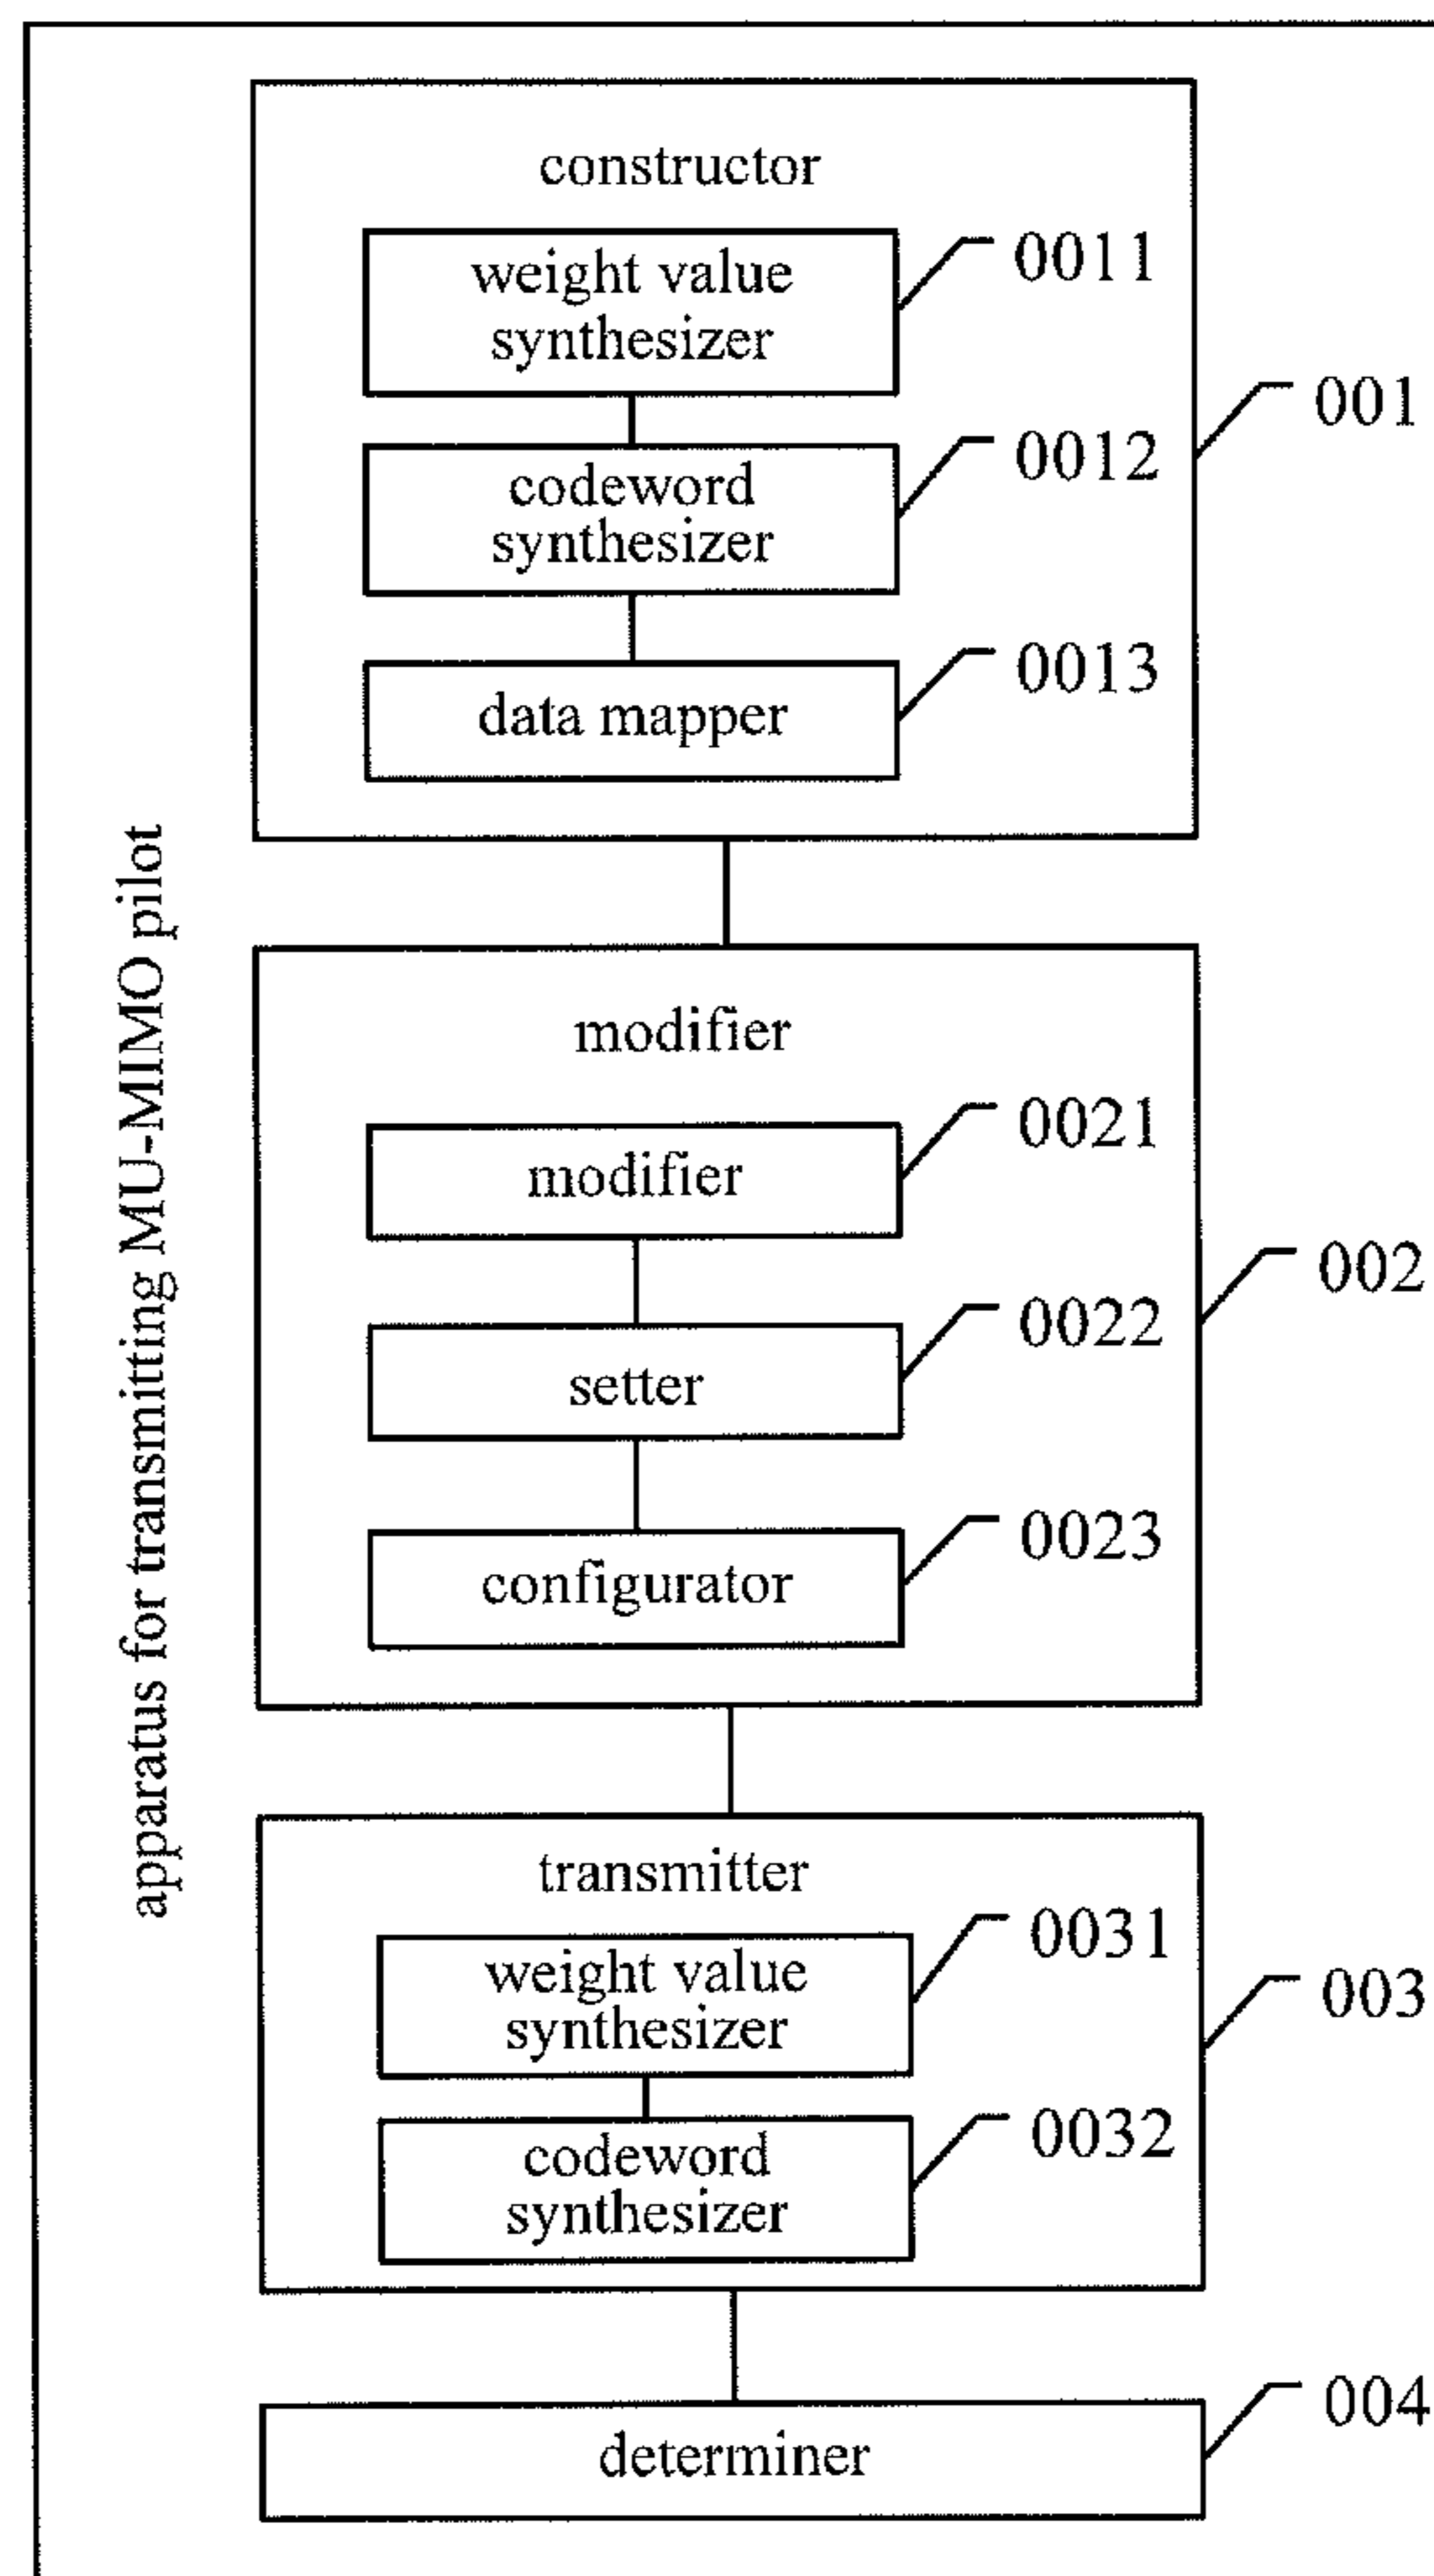 apparatus for transmitting MU-MIMO pilot
constructor
weight value
synthesizer
0011
001
codeword
synthesizer
0012
data mapper
0013
modifier
modifier
0021
002
setter
0022
configurator
0023
transmitter
weight value
synthesizer
0031
003
codeword
synthesizer
0032
determiner
004